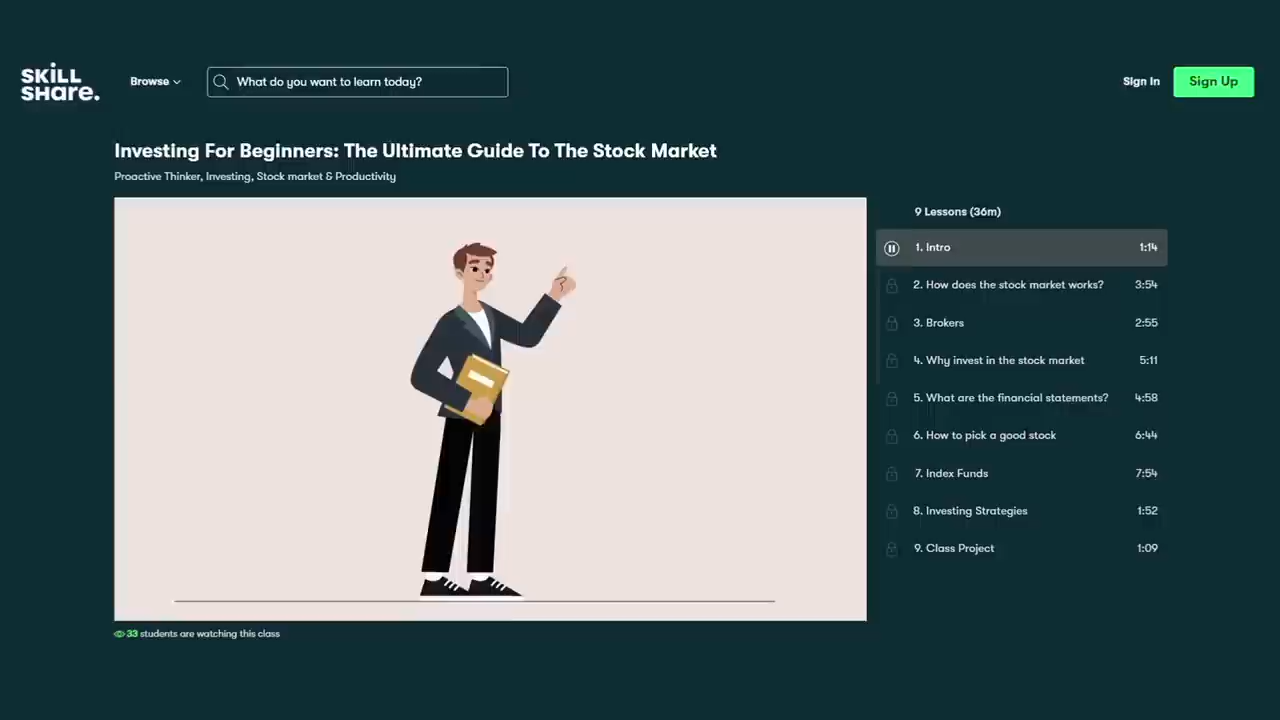 SKILL
SHare.
Browse
What do you want to learn today?
Sign In
Sign Up
Investing For Beginners: The Ultimate Guide To The Stock Market
Proactive Thinker, Investing, Stock market & Productivity
9 Lessons (36m)
1. Intro 1:14
2. How does the stock market works? 3:54
3. Brokers 2:55
4. Why invest in the stock market 5:11
5. What are the financial statements? 4:58
6. How to pick a good stock 6:44
7. Index Funds 7:54
8. Investing Strategies 1:52
9. Class Project 1:09
33 students are watching this class